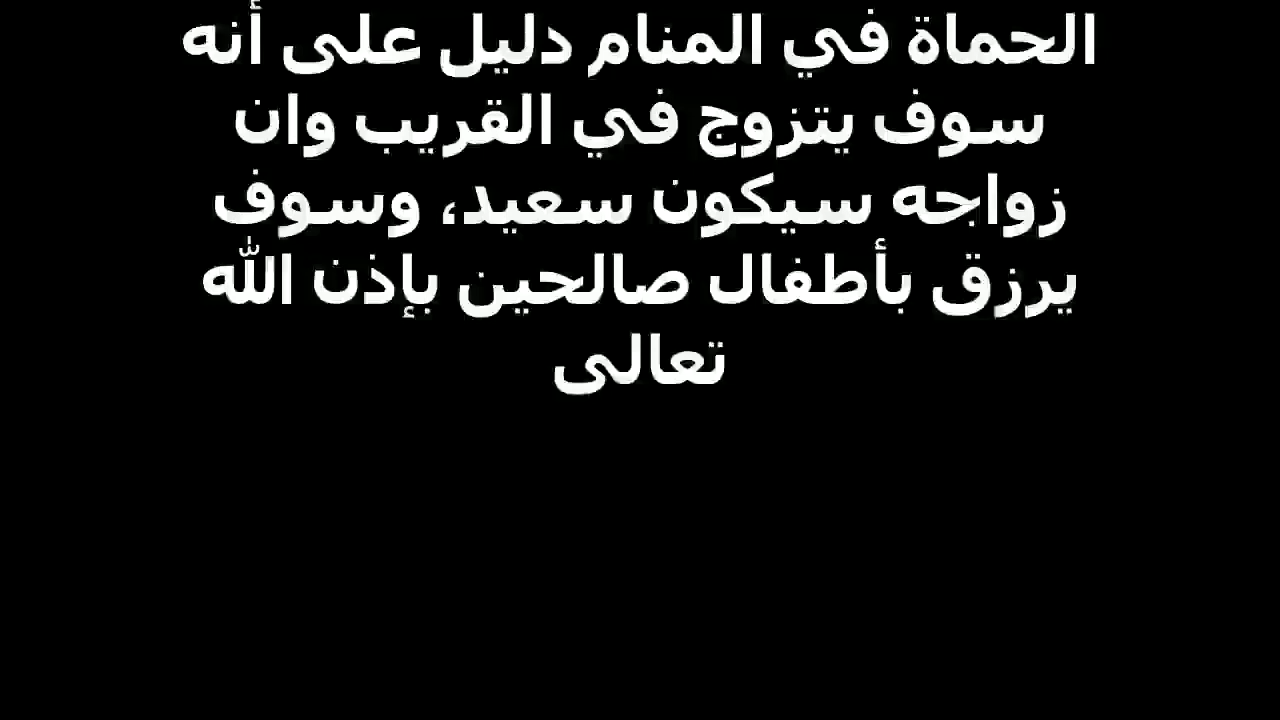 الحماة في المنام دليل على أنه
سوف يتزوج في القريب وان
زواجه سيكون سعيد، وسوف
يرزق بأطفال صالحين بإذن الله
تعالى